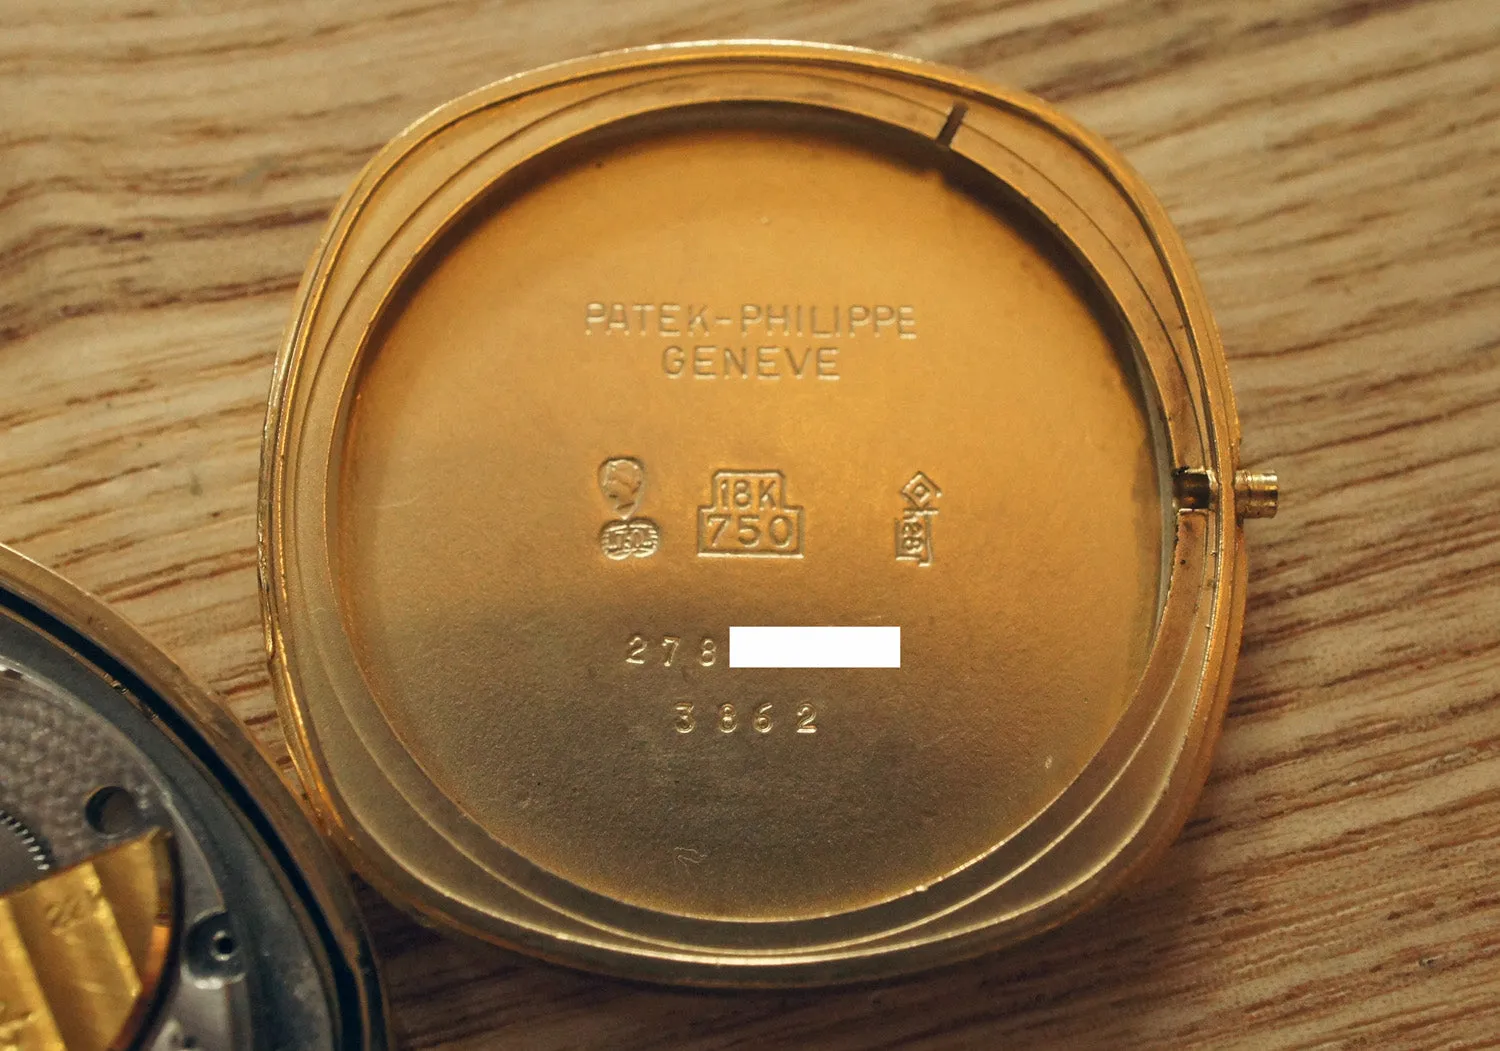 PATEK-PHILIPPE
GENEVE
18K
750
278
3862